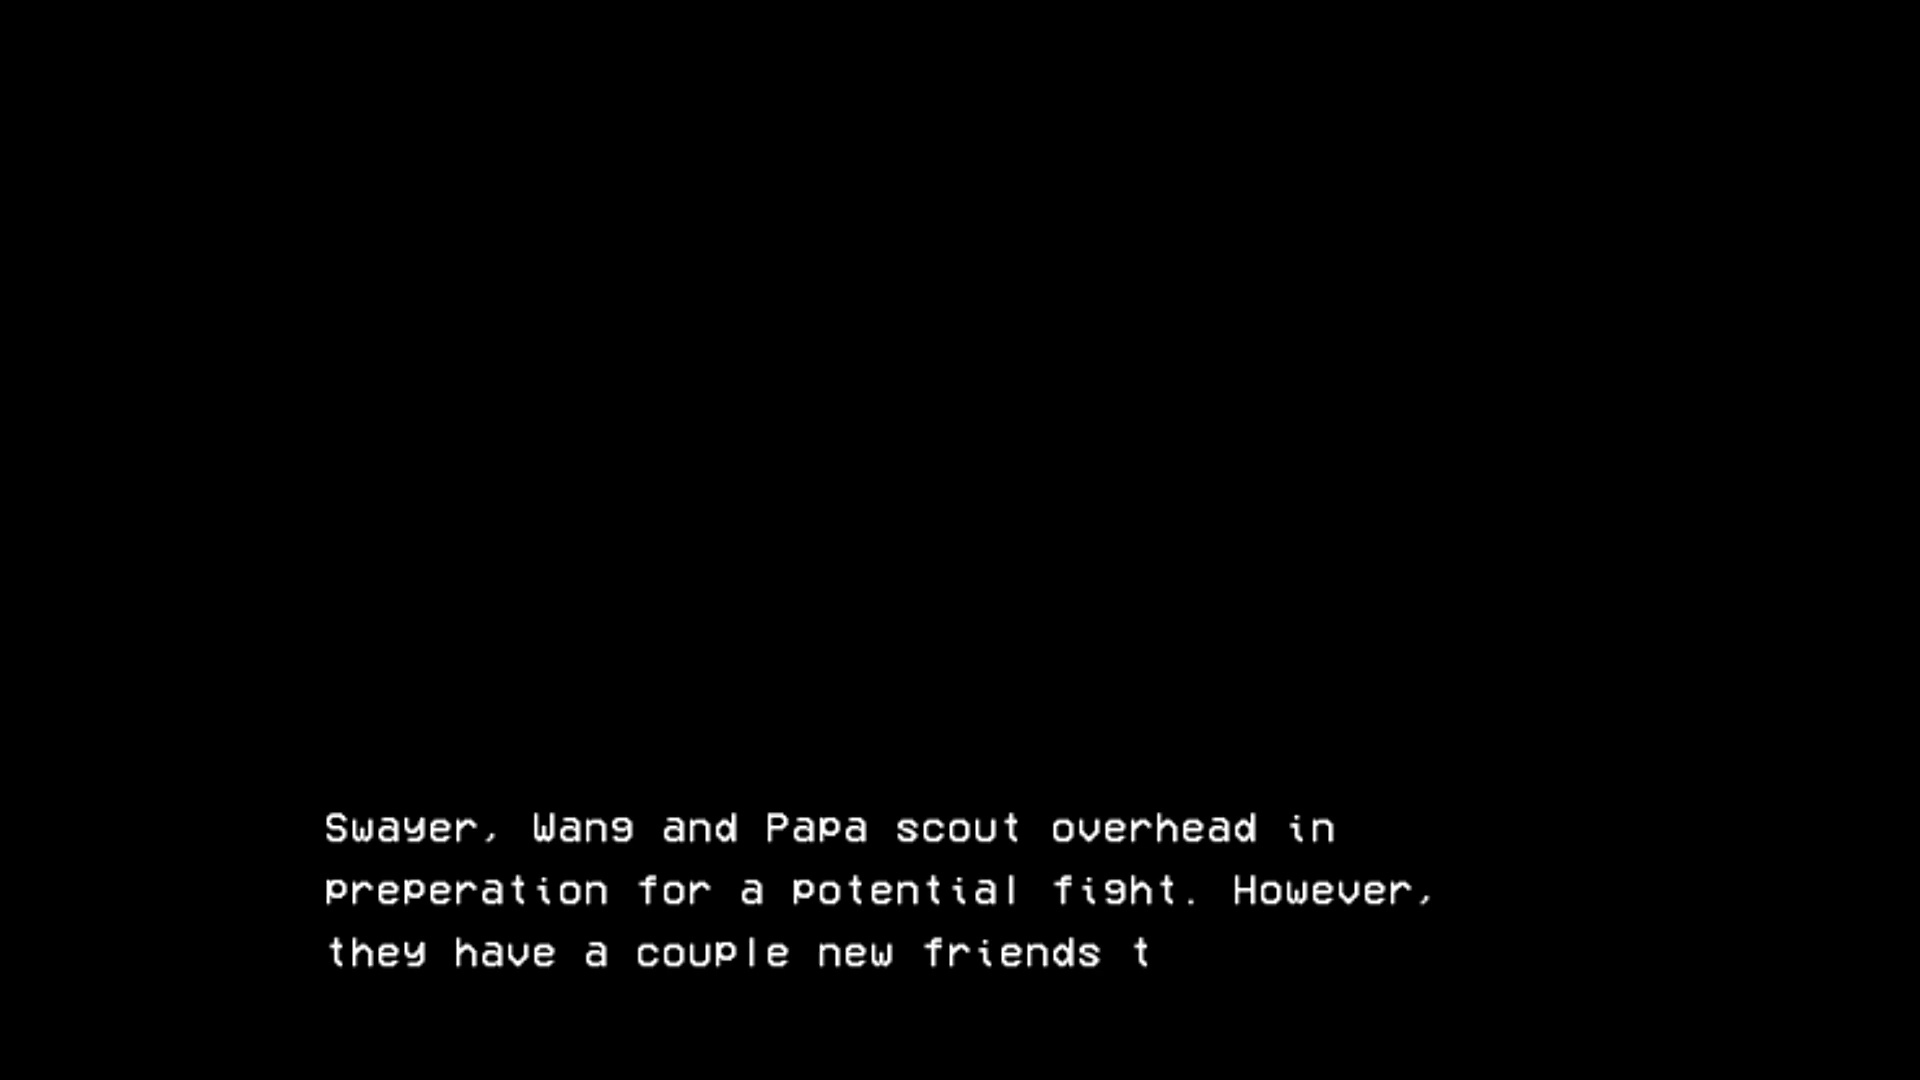 Swayer, Wang and Papa scout overhead in
preperation for a potential fight. However,
they have a couple new friends t